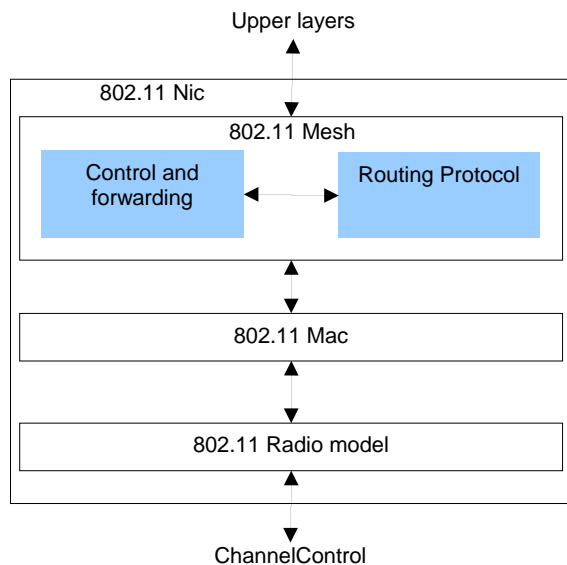 Upper layers
802.11 Nic
802.11 Mesh
Control and
forwarding
Routing Protocol
802.11 Mac
802.11 Radio model
ChannelControl